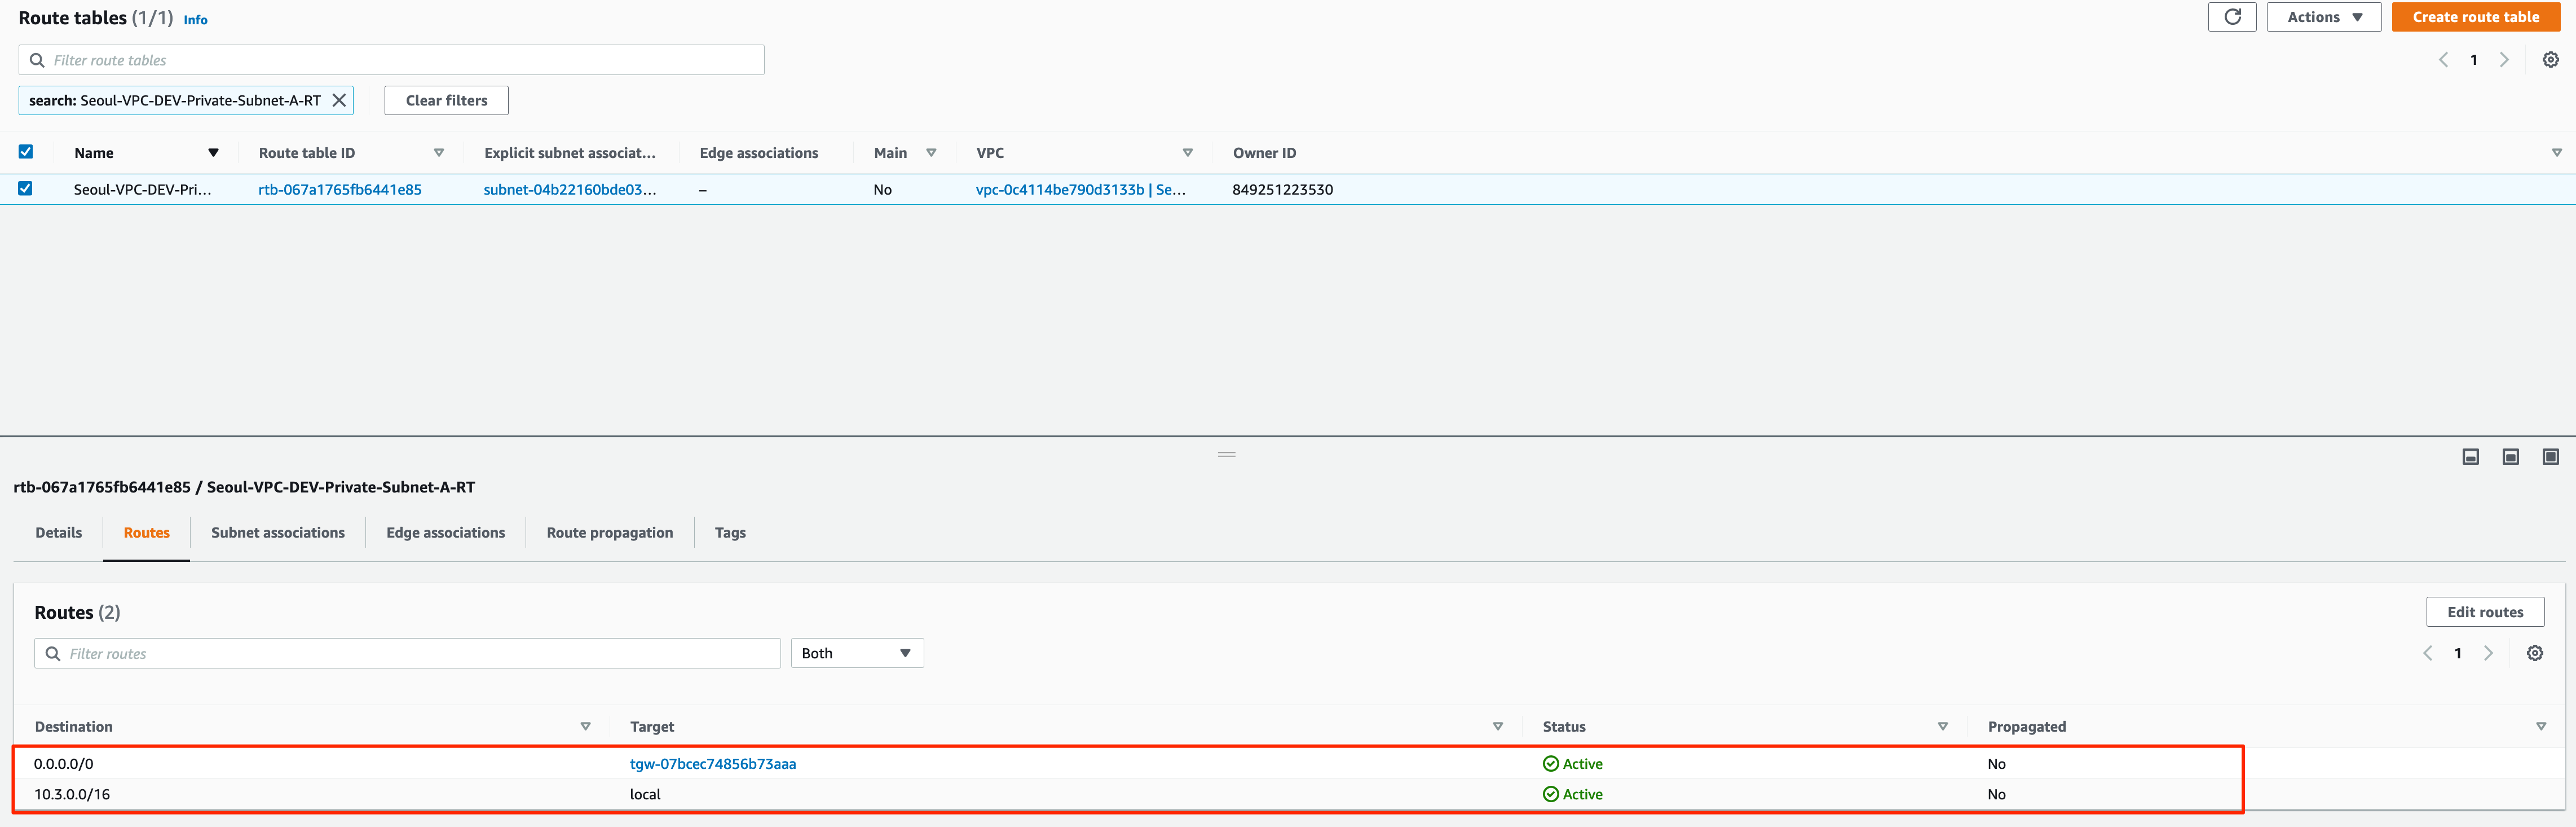 Route tables (1/1) Info Actions Create route table
Filter route tables 1
search: Seoul-VPC-DEV-Private-Subnet-A-RT Clear filters
Name Route table ID Explicit subnet associat... Edge associations Main VPC Owner ID
Seoul-VPC-DEV-Pri... rtb-067a1765fb6441e85 subnet-04b22160bde03... – No vpc-0c4114be790d3133b | Se... 849251223530
rtb-067a1765fb6441e85 / Seoul-VPC-DEV-Private-Subnet-A-RT
Details Routes Subnet associations Edge associations Route propagation Tags
Routes (2) Edit routes
Filter routes Both 1
Destination Target Status Propagated
0.0.0.0/0 tgw-07bcec74856b73aaa Active No
10.3.0.0/16 local Active No